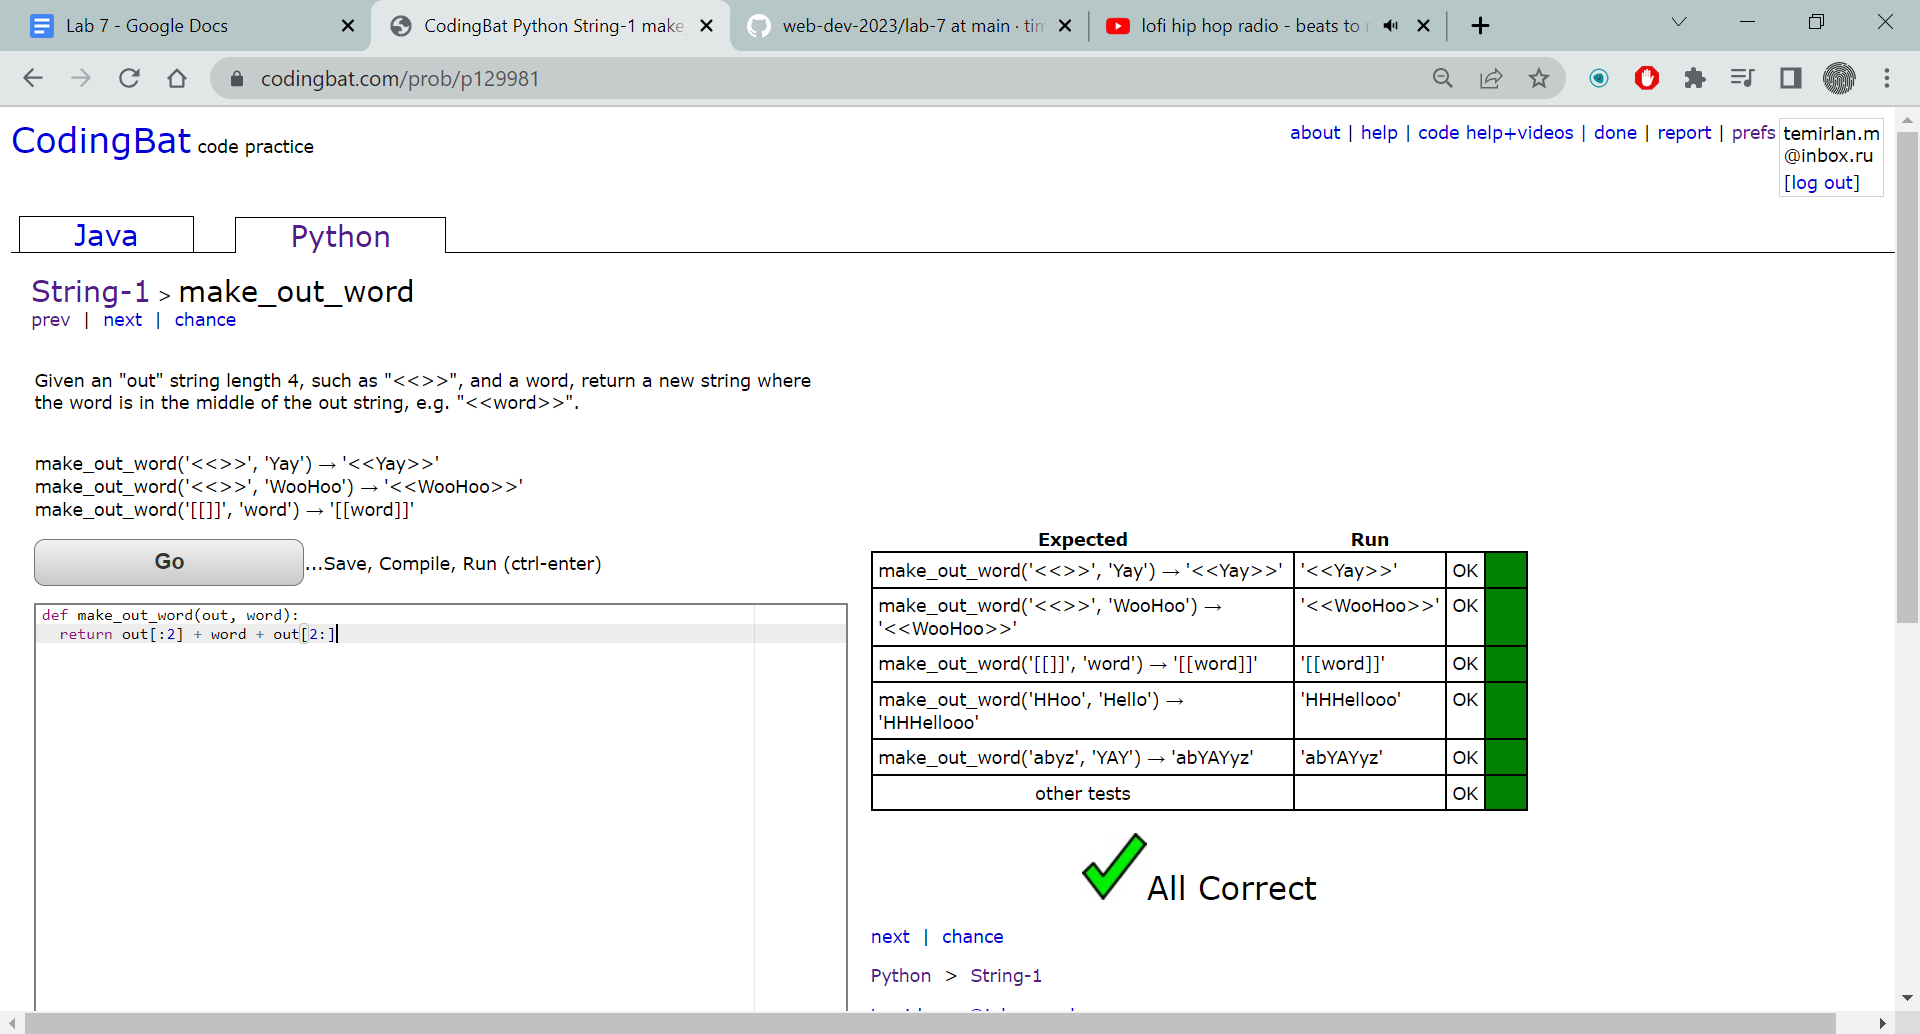 Lab 7 - Google Docs
CodingBat Python String-1 make_
web-dev-2023/lab-7 at main · tim
lofi hip hop radio - beats to r
codingbat.com/prob/p129981
CodingBat code practice
about | help | code help+videos | done | report | prefs
temirlan.m
@inbox.ru
[log out]
Java
Python
String-1 > make_out_word
prev | next | chance
Given an "out" string length 4, such as "<<>>", and a word, return a new string where
the word is in the middle of the out string, e.g. "<<word>>".
make_out_word('<<>>', 'Yay') → '<<Yay>>'
make_out_word('<<>>', 'WooHoo') → '<<WooHoo>>'
make_out_word('[[]]', 'word') → '[[word]]'
Go
...Save, Compile, Run (ctrl-enter)
def make_out_word(out, word):
  return out[:2] + word + out[2:]
Expected Run
make_out_word('<<>>', 'Yay') → '<<Yay>>' '<<Yay>>' OK
make_out_word('<<>>', 'WooHoo') → '<<WooHoo>>' OK
'<<WooHoo>>'
make_out_word('[[]]', 'word') → '[[word]]' '[[word]]' OK
make_out_word('HHoo', 'Hello') → 'HHHellooo' OK
'HHHellooo'
make_out_word('abyz', 'YAY') → 'abYAYyz' 'abYAYyz' OK
other tests OK
All Correct
next | chance
Python > String-1